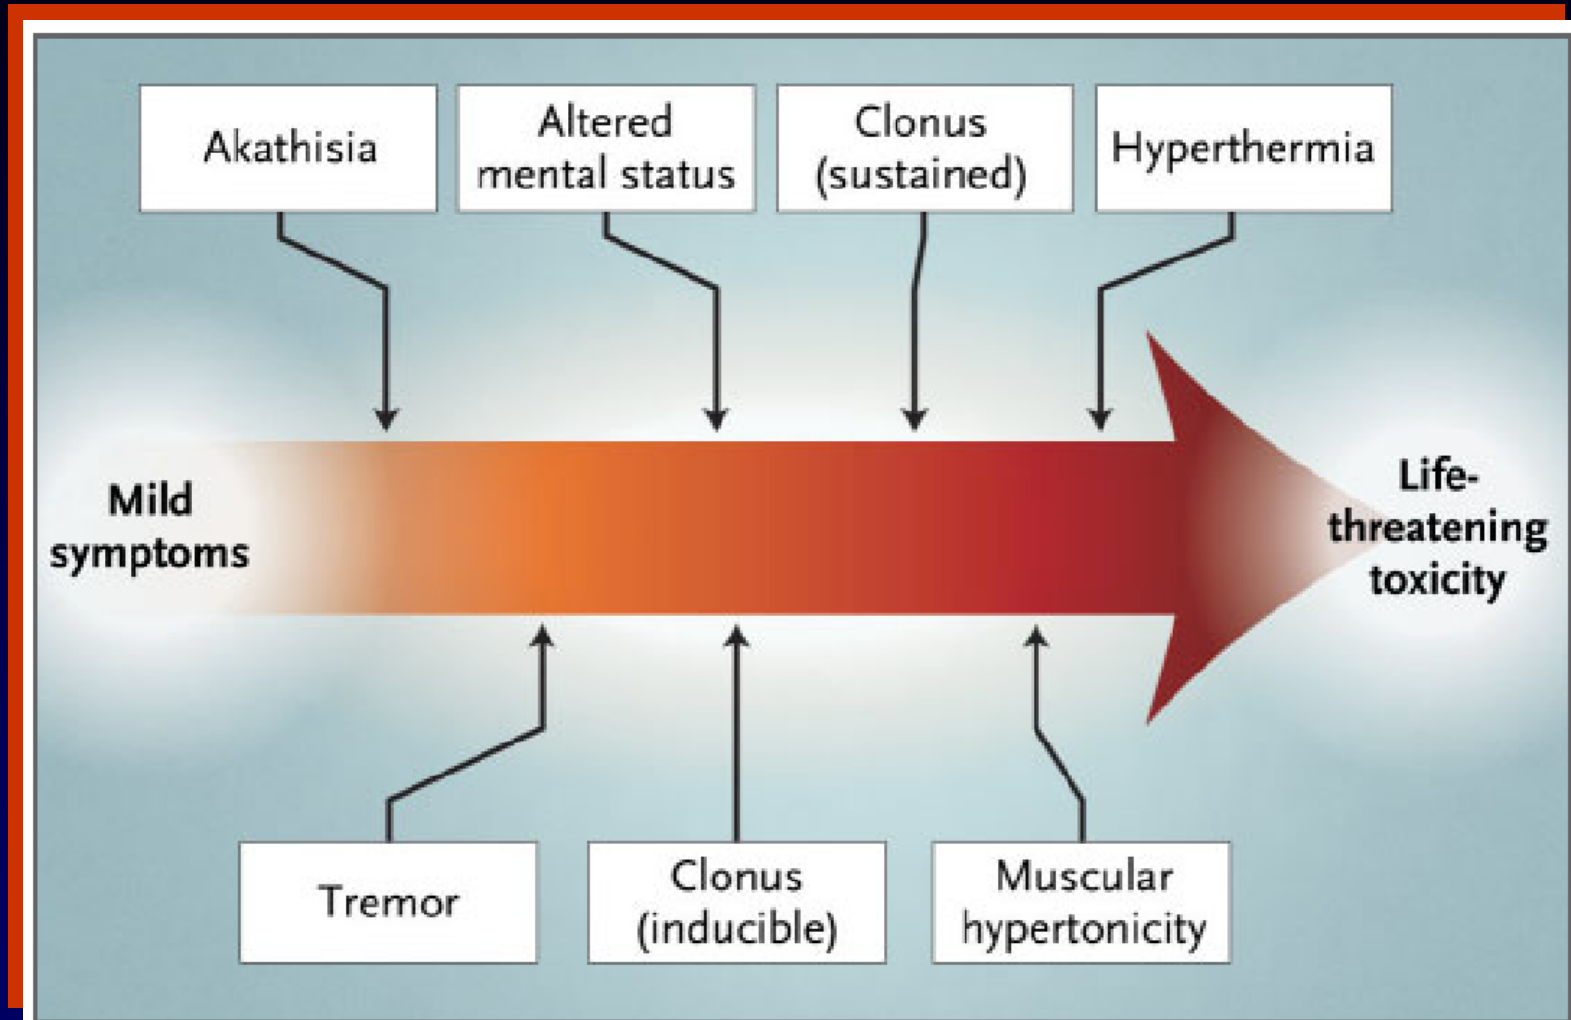 Akathisia
Altered
mental status
Clonus
(sustained)
Hyperthermia
Mild
symptoms
Life-
threatening
toxicity
Tremor
Clonus
(inducible)
Muscular
hypertonicity